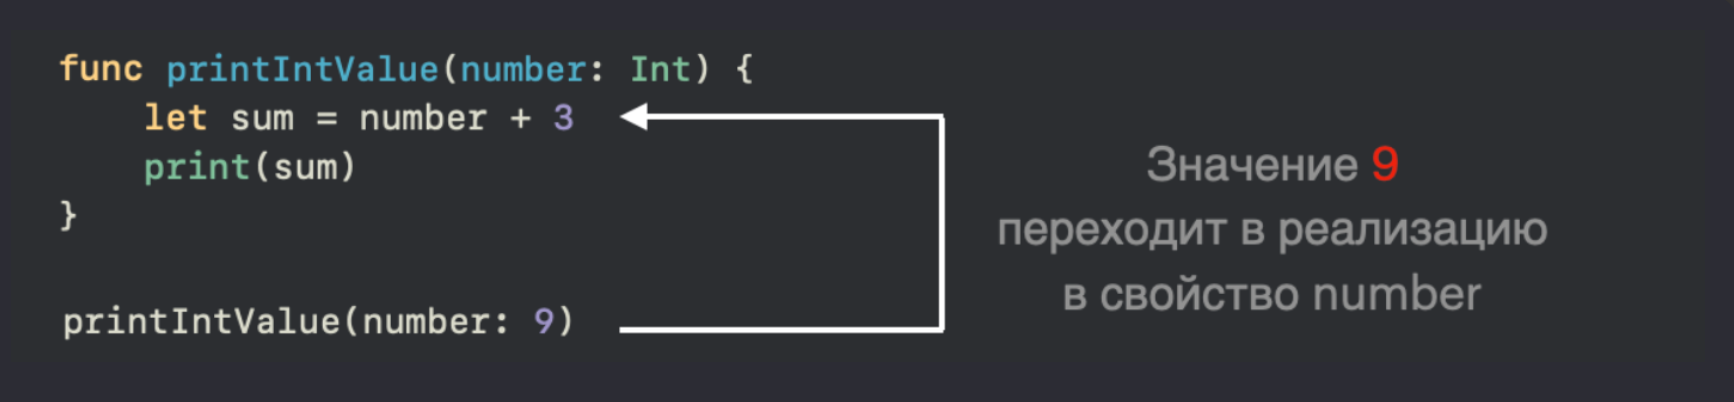 func printIntValue(number: Int) {
    let sum = number + 3
    print(sum)
}
printIntValue(number: 9)
Значение 9
переходит в реализацию
в свойство number